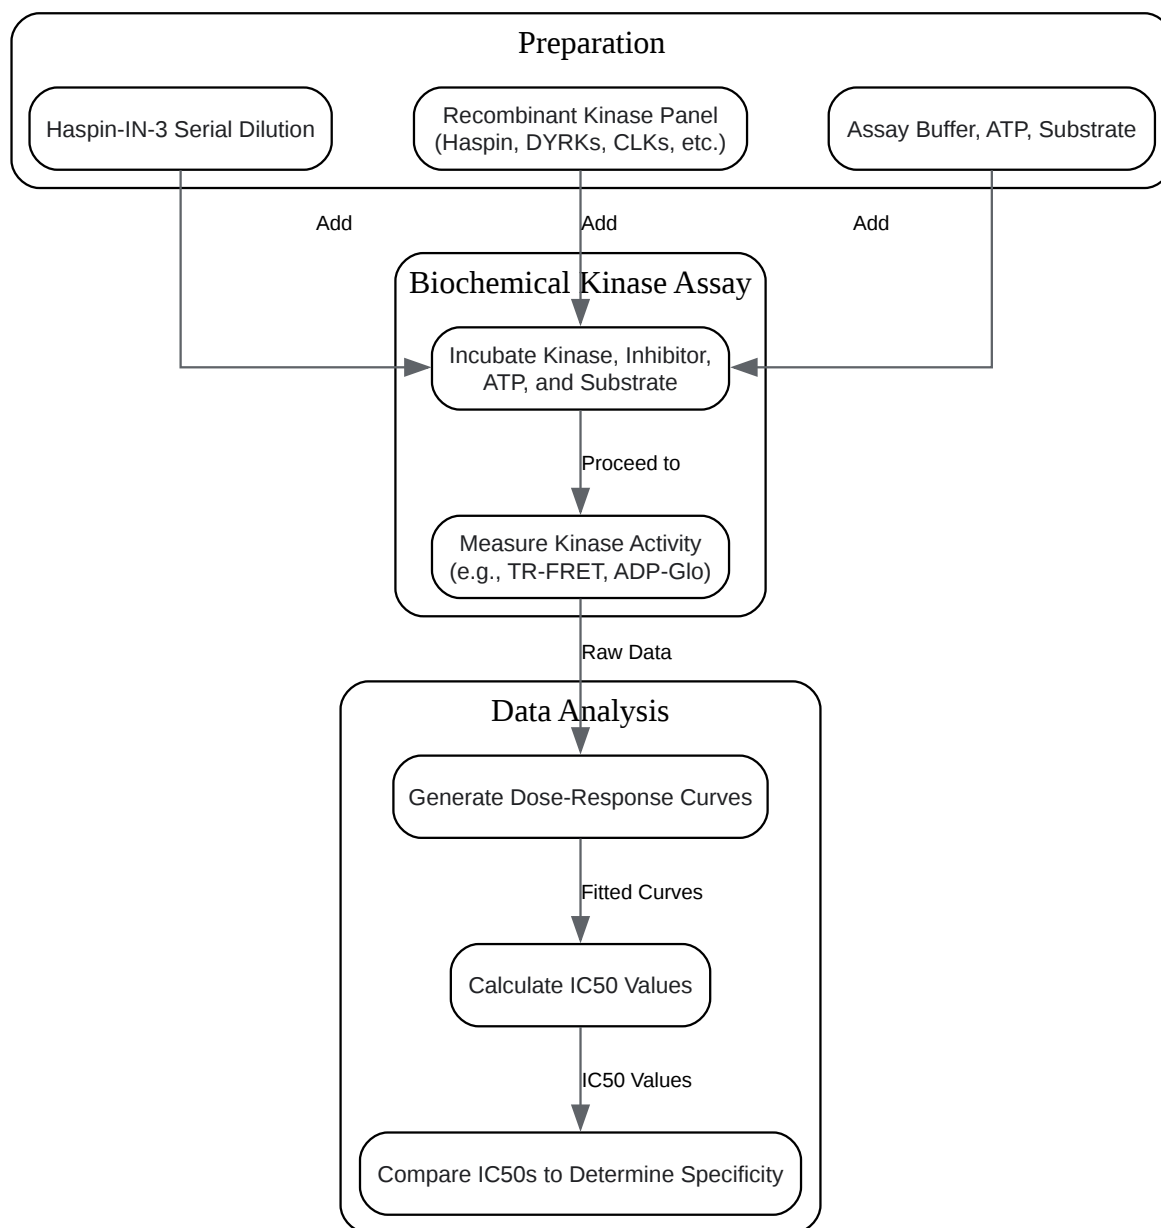 Preparation
Haspin-IN-3 Serial Dilution
Recombinant Kinase Panel
(Haspin, DYRKs, CLKs, etc.)
Assay Buffer, ATP, Substrate
Add
Add
Add
Biochemical Kinase Assay
Incubate Kinase, Inhibitor,
ATP, and Substrate
Proceed to
Measure Kinase Activity
(e.g., TR-FRET, ADP-Glo)
Raw Data
Data Analysis
Generate Dose-Response Curves
Fitted Curves
Calculate IC50 Values
IC50 Values
Compare IC50s to Determine Specificity